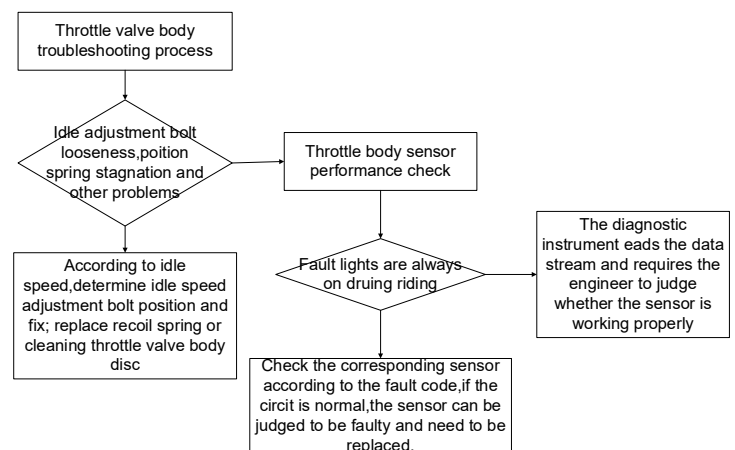 Throttle valve body
troubleshooting process
Idle adjustment bolt
looseness,poition
spring stagnation and
other problems
Throttle body sensor
performance check
According to idle
speed,determine idle speed
adjustment bolt position and
fix; replace recoil spring or
cleaning throttle valve body
disc
Fault lights are always
on druing riding
The diagnostic
instrument eads the data
stream and requires the
engineer to judge
whether the sensor is
working properly
Check the corresponding sensor
according to the fault code,if the
circit is normal,the sensor can be
judged to be faulty and need to be
replaced.